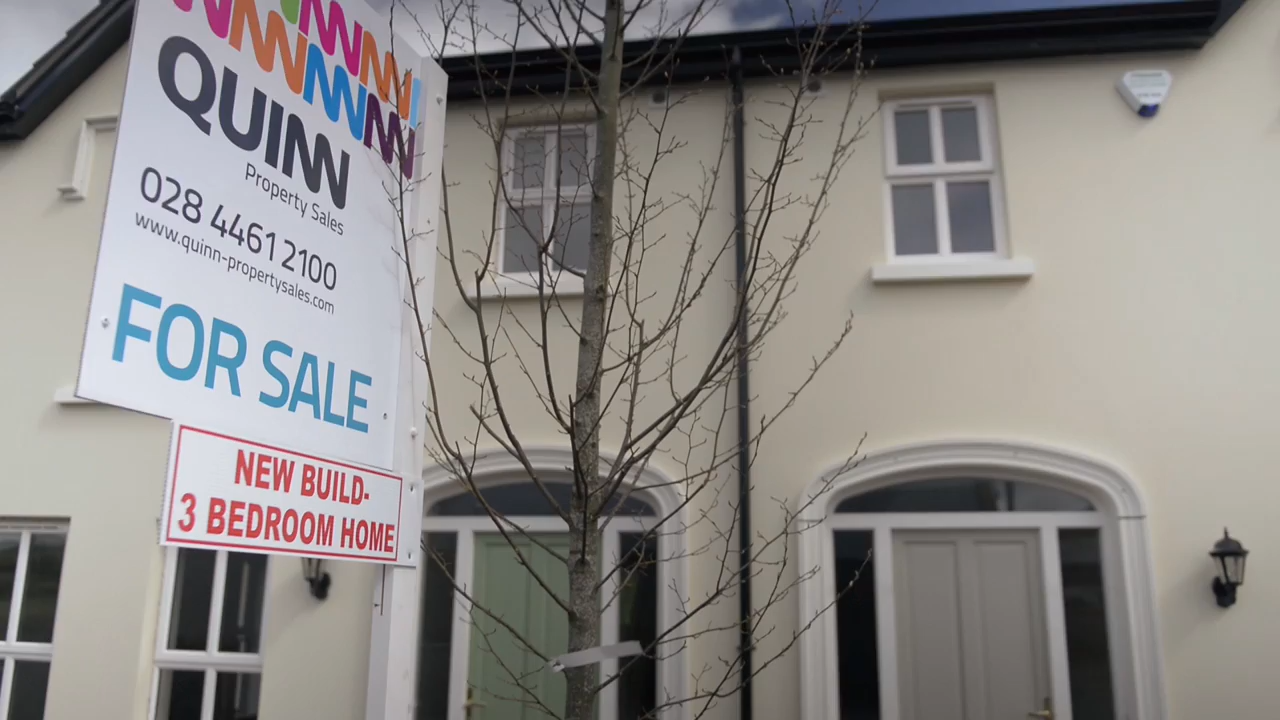 QUINN
Property Sales
028 4461 2100
www.quinn-propertysales.com
FOR SALE
NEW BUILD-
3 BEDROOM HOME